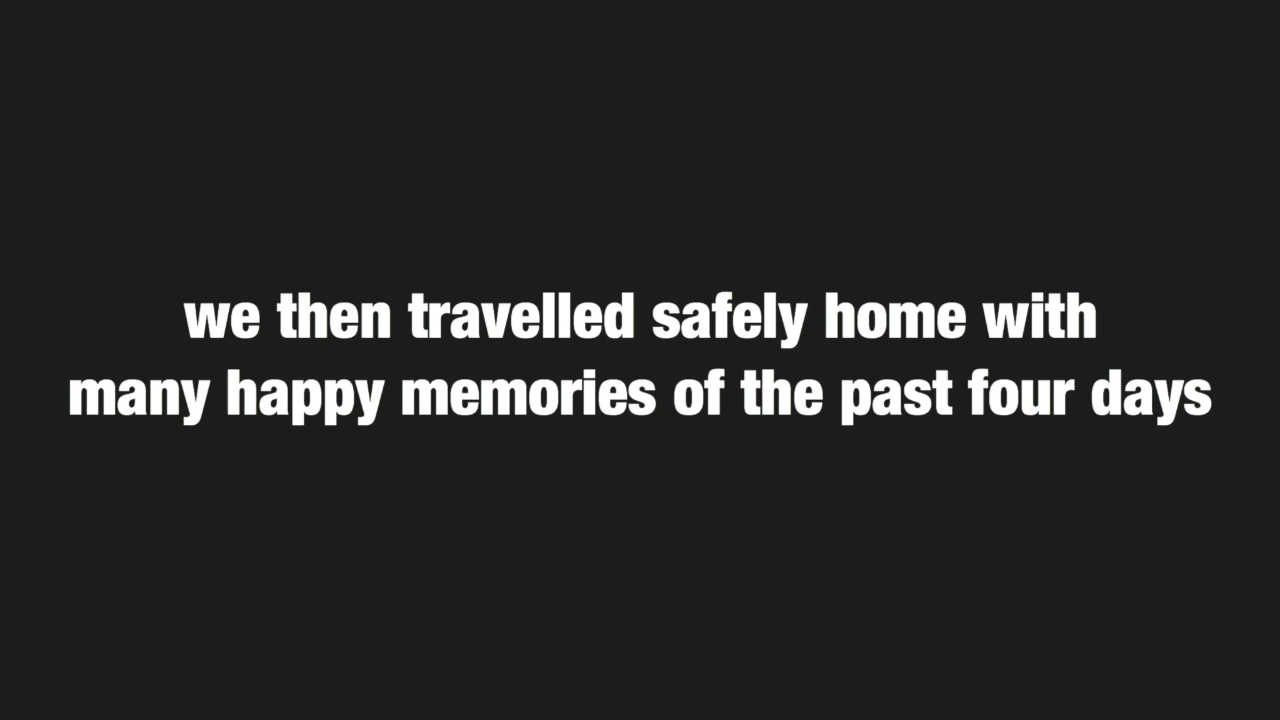 we then travelled safely home with
many happy memories of the past four days